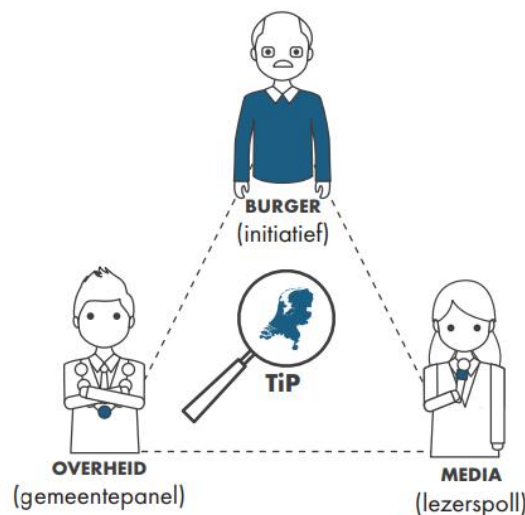 BURGER
(initiatief)
TiP
OVERHEID
(gemeentepanel)
MEDIA
(lezerspoll)